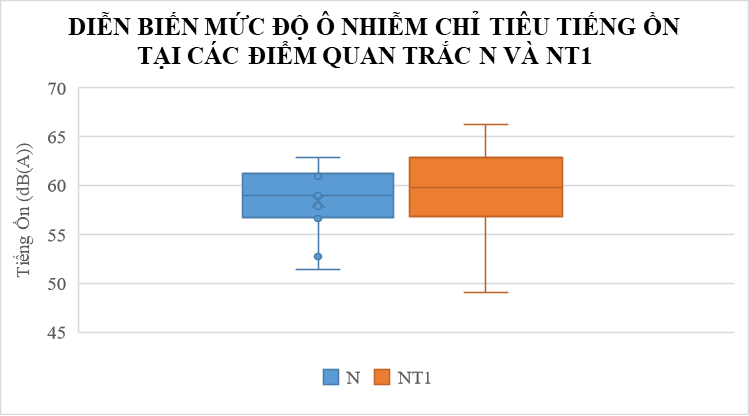 DIỄN BIẾN MỨC ĐỘ Ô NHIỄM CHỈ TIÊU TIẾNG ỒN
TẠI CÁC ĐIỂM QUAN TRẮC N VÀ NT1
70
65
60
55
50
45
Tiếng Ồn (dB(A))
N NT1